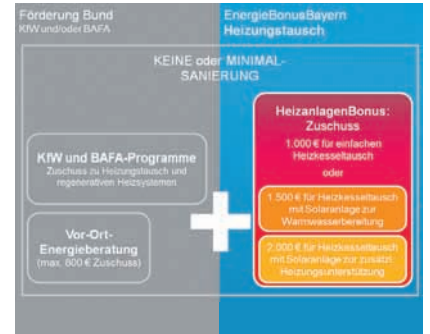 Förderung Bund
KfW und/oder BAFA
EnergieBonusBayern
Heizungstausch
KEINE oder MINIMAL-
SANIERUNG
KfW und BAFA-Programme
Zuschuss zu Heizungstausch und
regenerativen Heizsystemen
Vor-Ort-
Energieberatung
(max. 800 € Zuschuss)
HeizanlagenBonus:
Zuschuss
1.000 € für einfachen
Heizkesseltausch
oder
1.500 € für Heizkesseltausch
mit Solaranlage zur
Warmwasserbereitung
2.000 € für Heizkesseltausch
mit Solaranlage zur zusätzl.
Heizungsunterstützung